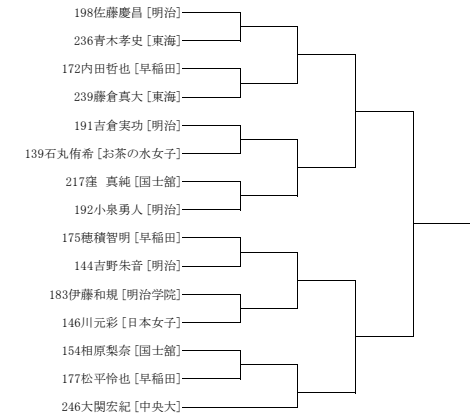 198佐藤慶昌［明治］
236青木孝史［東海］
172内田哲也［早稲田］
239藤倉真大［東海］
191吉倉実功［明治］
139石丸侑希［お茶の水女子］
217窪　真純［国士舘］
192小泉勇人［明治］
175穂積智明［早稲田］
144吉野朱音［明治］
183伊藤和規［明治学院］
146川元彩［日本女子］
154相原梨奈［国士舘］
177松平怜也［早稲田］
246大関宏紀［中央大］